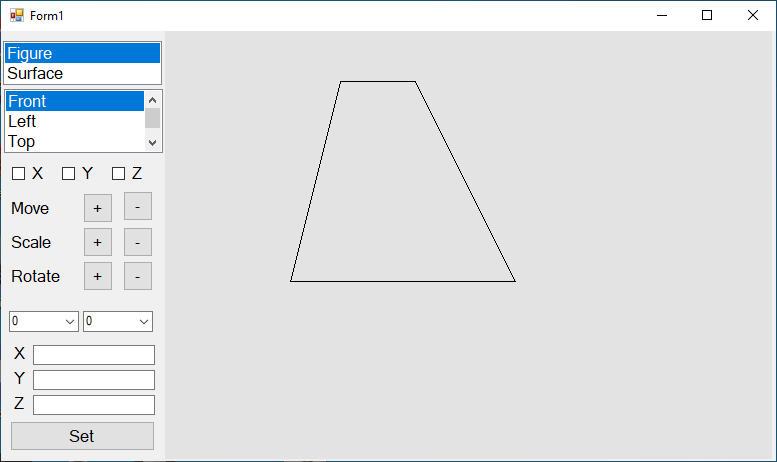 Form1
Figure
Surface
Front
Left
Top
X Y Z
Move + -
Scale + -
Rotate + -
0 0
X
Y
Z
Set